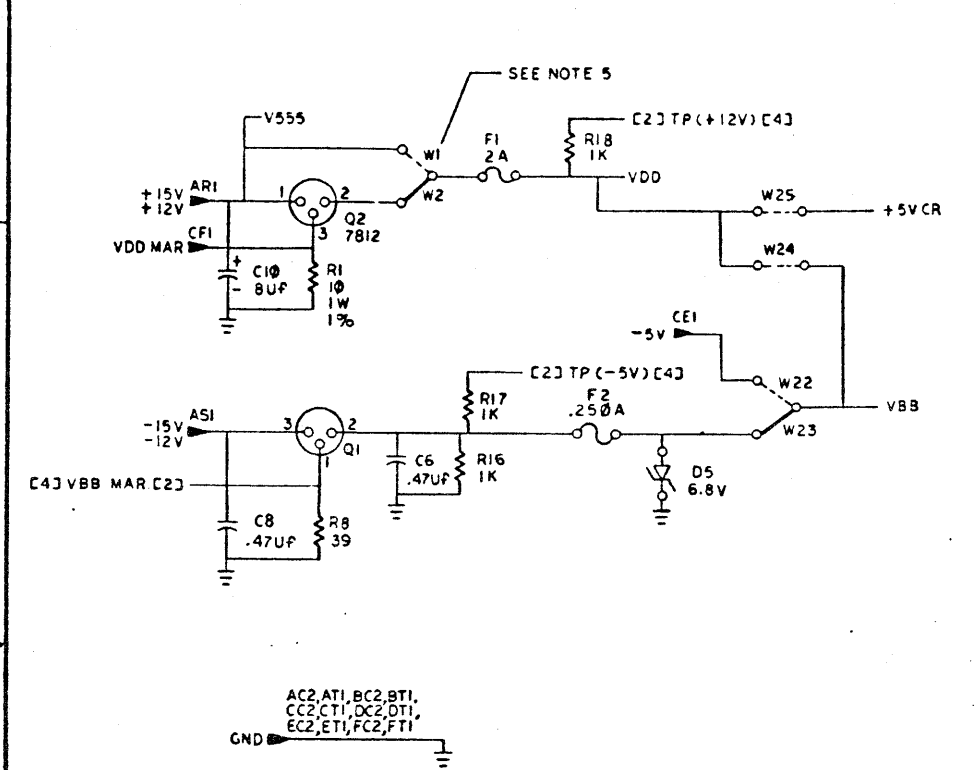 SEE NOTE 5
V555
[2] TP (+12V) [4]
F1
2A
R18
1K
W1
W2
VDD
+15V
+12V
AR1
1
2
Q2
7812
3
W25
+5VCR
VDD MAR
CF1
W24
+
-
C10
8Uf
R1
10
1W
1%
CE1
-5V
[2] TP (-5V) [4]
W22
F2
.250A
R17
1K
VBB
-15V
-12V
AS1
3
2
Q1
1
W23
C6
.47Uf
R16
1K
D5
6.8V
[4] VBB MAR.[2]
C8
.47Uf
R8
39
AC2,AT1,BC2,BT1,
CC2,CT1,DC2,DT1,
EC2,ET1,FC2,FT1
GND